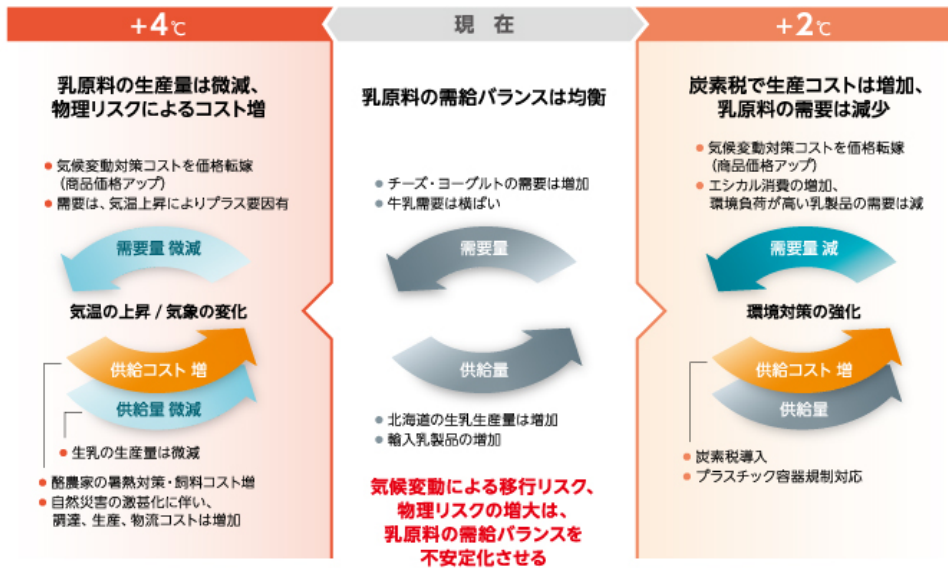 +4℃
乳原料の生産量は微減、
物理リスクによるコスト増
● 気候変動対策コストを価格転嫁
(商品価格アップ)
● 需要は、気温上昇によりプラス要因有
需要量 微減
気温の上昇 / 気象の変化
供給コスト 増
供給量 微減
● 生乳の生産量は微減
● 酪農家の暑熱対策・飼料コスト増
● 自然災害の激甚化に伴い、
調達、生産、物流コストは増加
現在
乳原料の需給バランスは均衡
● チーズ・ヨーグルトの需要は増加
● 牛乳需要は横ばい
需要量
供給量
● 北海道の生乳生産量は増加
● 輸入乳製品の増加
気候変動による移行リスク、
物理リスクの増大は、
乳原料の需給バランスを
不安定化させる
+2℃
炭素税で生産コストは増加、
乳原料の需要は減少
● 気候変動対策コストを価格転嫁
(商品価格アップ)
● エシカル消費の増加、
環境負荷が高い乳製品の需要は減
需要量 減
環境対策の強化
供給コスト 増
供給量
● 炭素税導入
● プラスチック容器規制対応